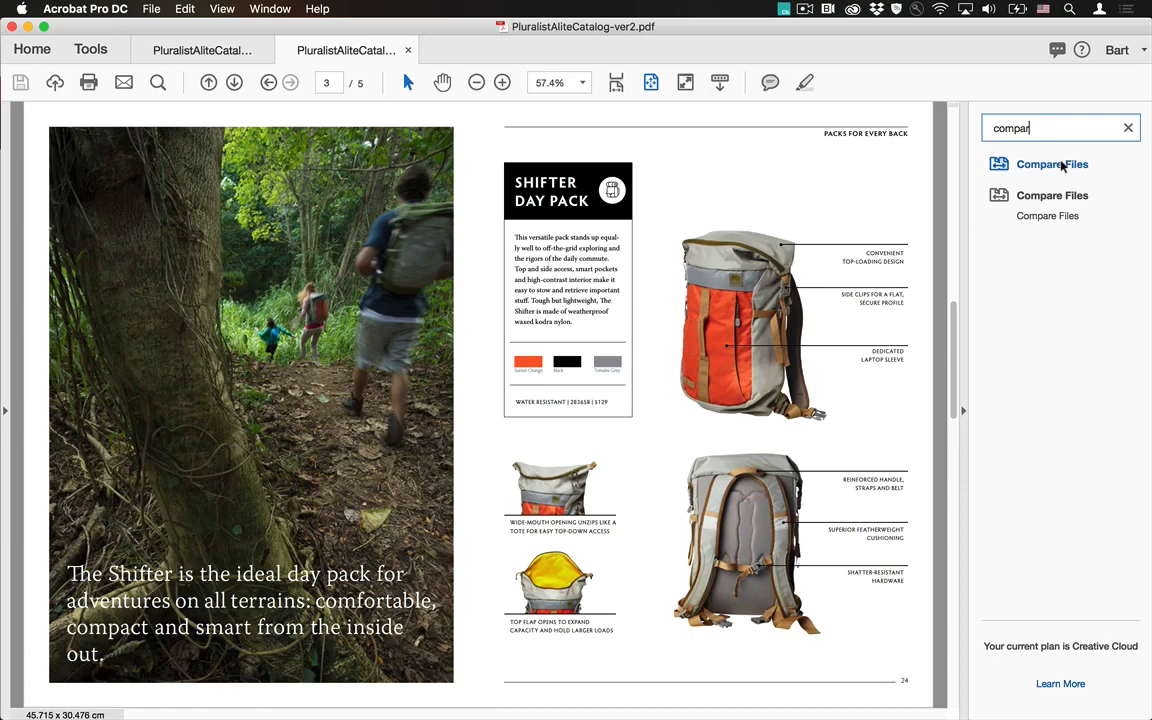 Acrobat Pro DC File Edit View Window Help
PluralistAliteCatalog-ver2.pdf
Home Tools PluralistAliteCatal... PluralistAliteCatal... × Bart
3 / 5 57.4%
compar
Compare Files
Compare Files
Compare Files
PACKS FOR EVERY BACK
SHIFTER
DAY PACK
This versatile pack stands up equal-
ly well to off-the-grid exploring and
the rigors of the daily commute.
Top and side access, smart pockets
and high-contrast interior make it
easy to stow and retrieve important
stuff. Tough but lightweight, The
Shifter is made of weatherproof
waxed kodra nylon.
Sunset Orange Black Tomales Grey
WATER RESISTANT | 283658 | $129
CONVENIENT
TOP-LOADING DESIGN
SIDE CLIPS FOR A FLAT,
SECURE PROFILE
DEDICATED
LAPTOP SLEEVE
WIDE-MOUTH OPENING UNZIPS LIKE A
TOTE FOR EASY TOP-DOWN ACCESS
TOP FLAP OPENS TO EXPAND
CAPACITY AND HOLD LARGER LOADS
REINFORCED HANDLE,
STRAPS AND BELT
SUPERIOR FEATHERWEIGHT
CUSHIONING
SHATTER-RESISTANT
HARDWARE
The Shifter is the ideal day pack for
adventures on all terrains: comfortable,
compact and smart from the inside
out.
24
Your current plan is Creative Cloud
Learn More
45.715 x 30.476 cm